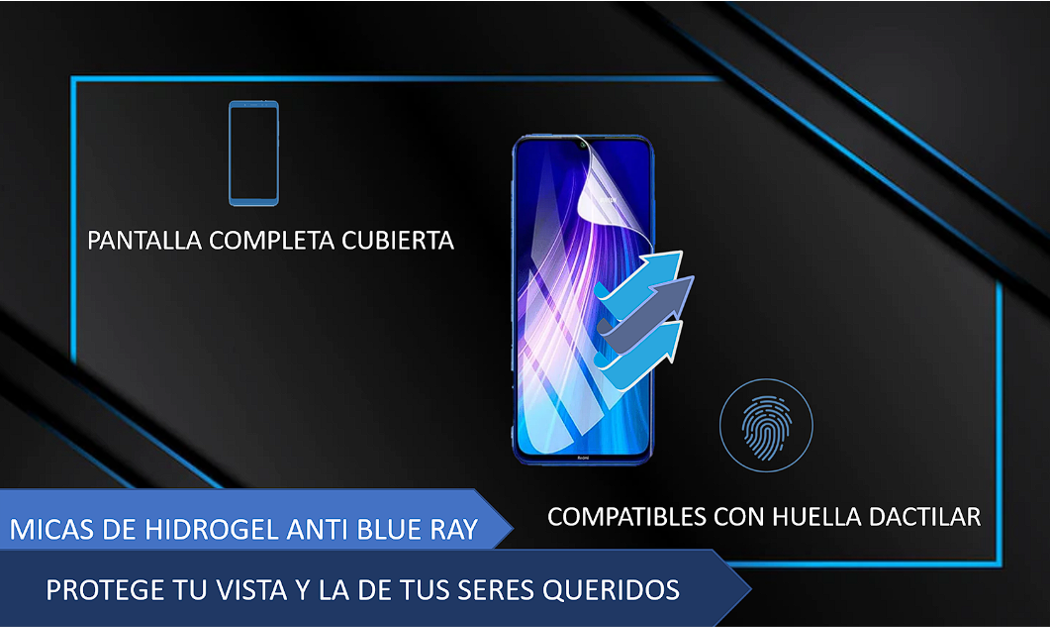 PANTALLA COMPLETA CUBIERTA
Redmi
COMPATIBLES CON HUELLA DACTILAR
MICAS DE HIDROGEL ANTI BLUE RAY
PROTEGE TU VISTA Y LA DE TUS SERES QUERIDOS